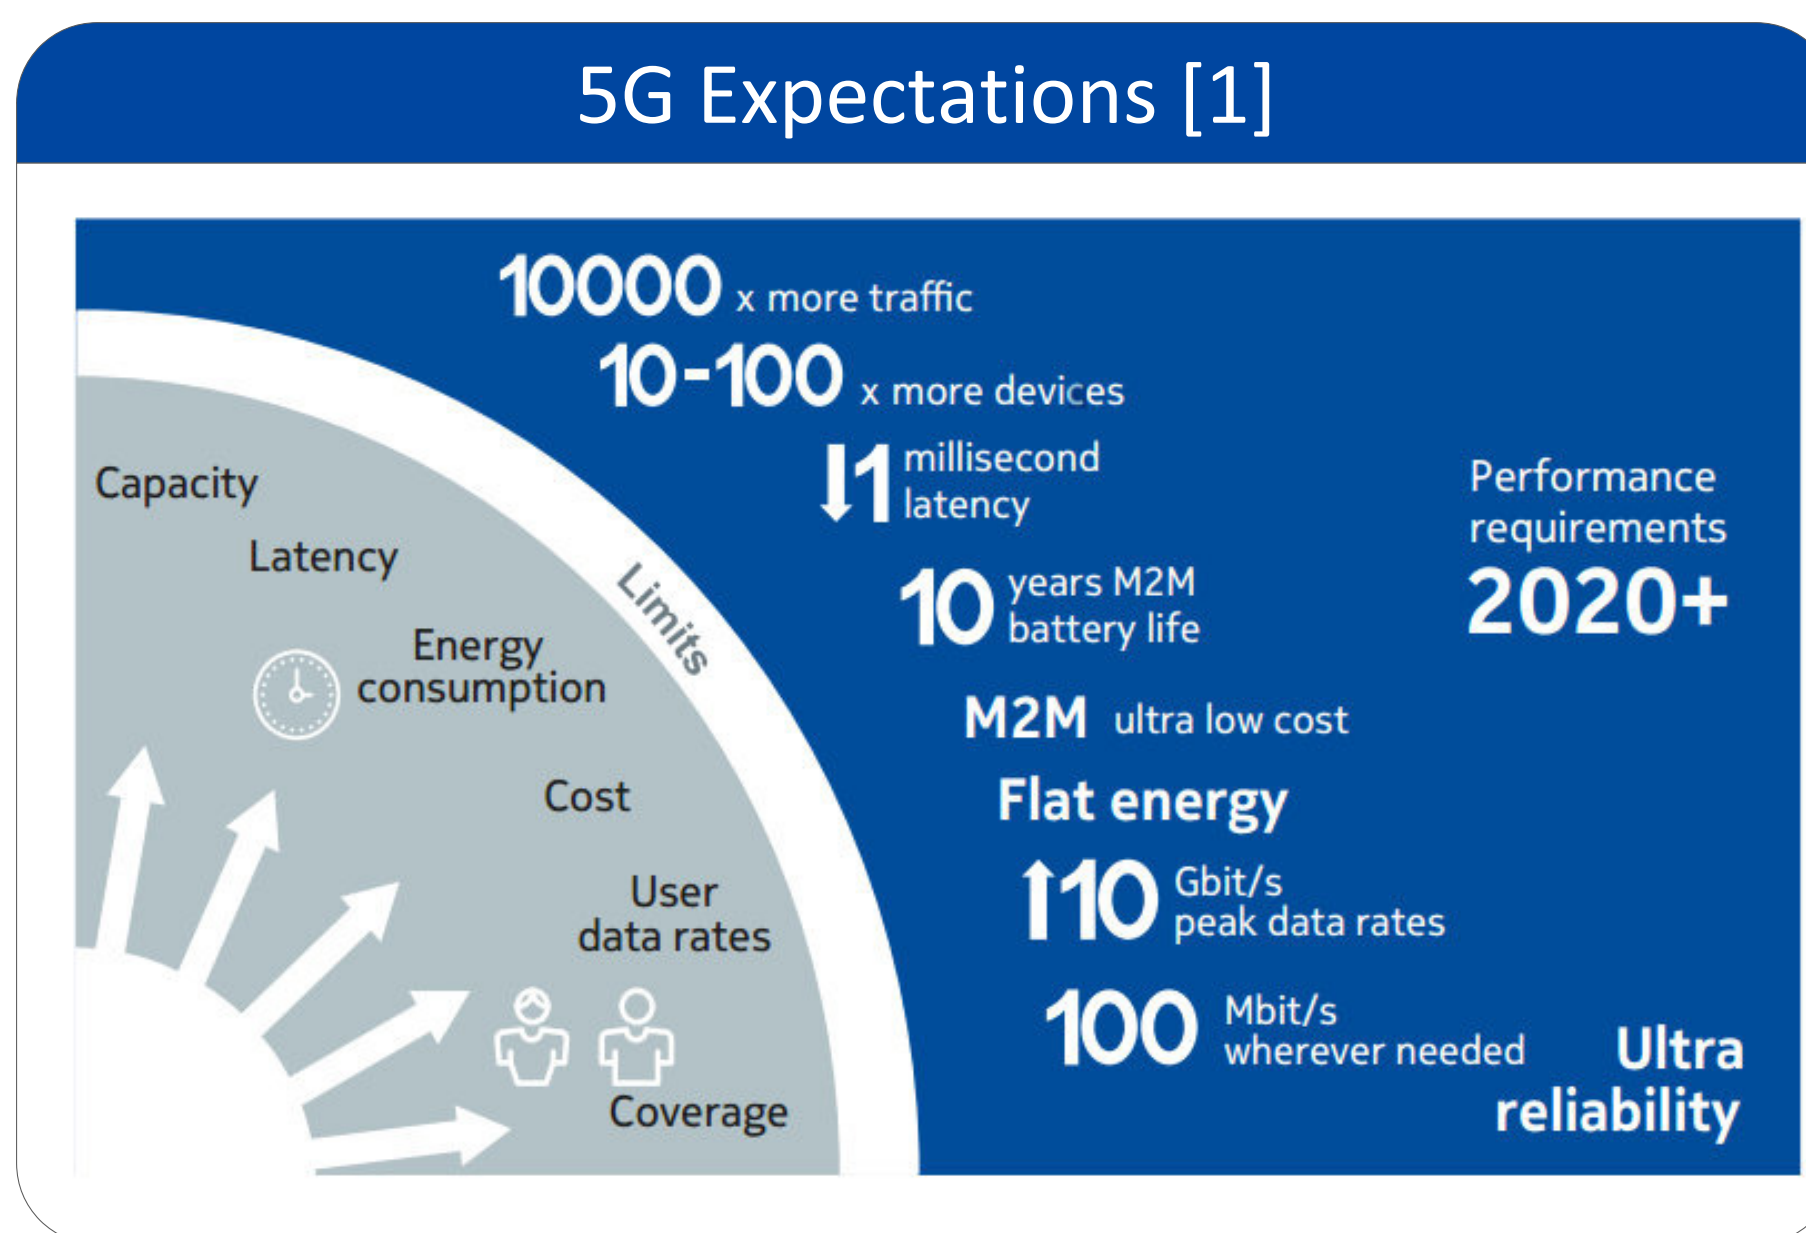 5G Expectations [1]
10000 x more traffic
10-100 x more devices
1 millisecond
latency
10 years M2M
battery life
M2M ultra low cost
Flat energy
10 Gbit/s
peak data rates
100 Mbit/s
wherever needed
Ultra
reliability
Performance
requirements
2020+
Limits
Capacity
Latency
Energy
consumption
Cost
User
data rates
Coverage